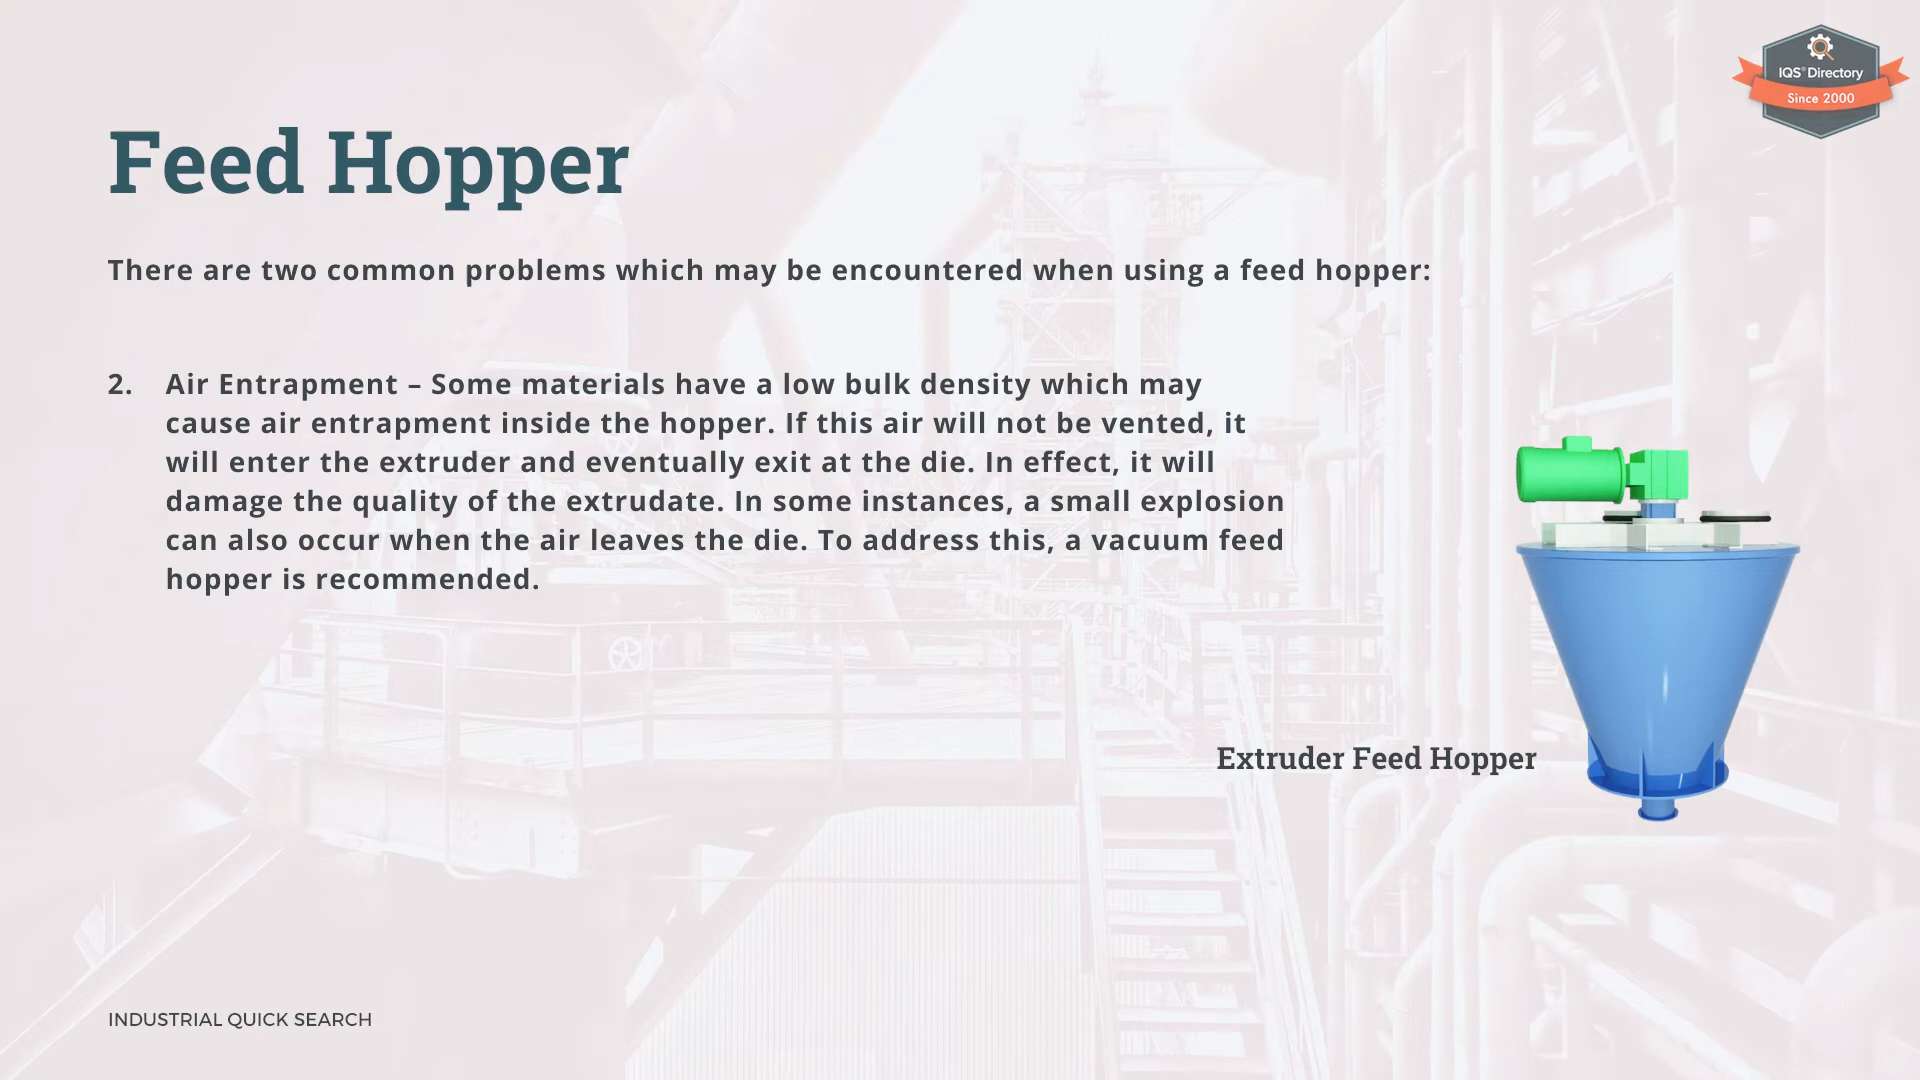 IQS® Directory
Since 2000
Feed Hopper
There are two common problems which may be encountered when using a feed hopper:
2. Air Entrapment – Some materials have a low bulk density which may
cause air entrapment inside the hopper. If this air will not be vented, it
will enter the extruder and eventually exit at the die. In effect, it will
damage the quality of the extrudate. In some instances, a small explosion
can also occur when the air leaves the die. To address this, a vacuum feed
hopper is recommended.
Extruder Feed Hopper
INDUSTRIAL QUICK SEARCH